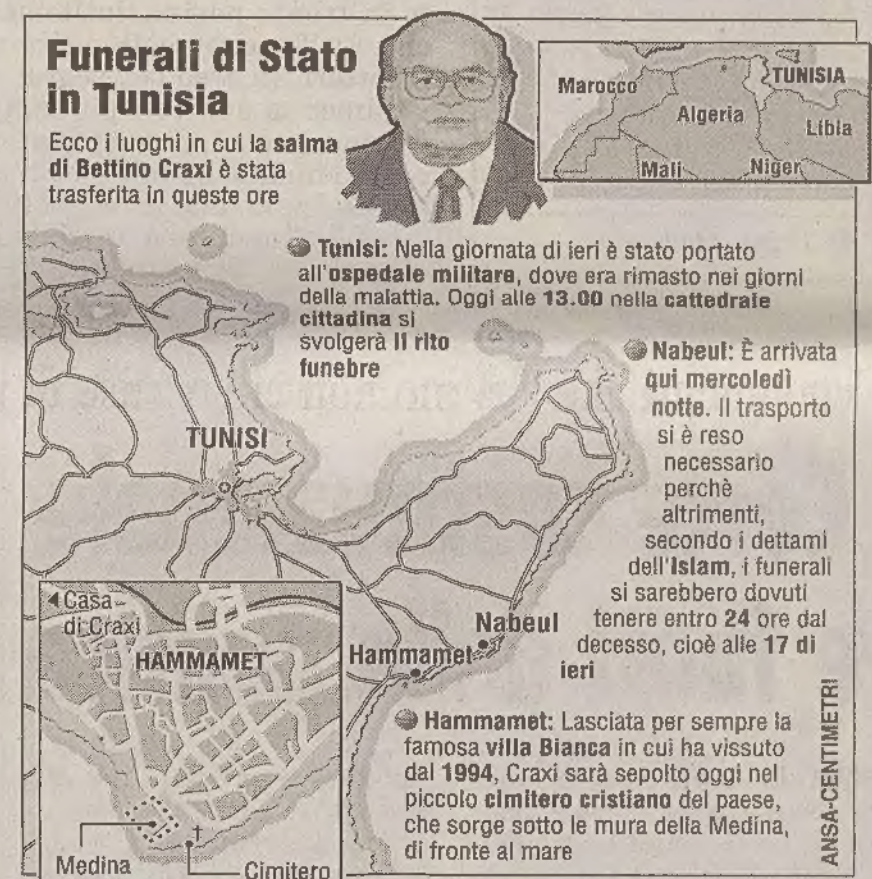 Funerali di Stato
in Tunisia
Ecco i luoghi in cui la salma
di Bettino Craxi è stata
trasferita in queste ore
Marocco
TUNISIA
Algeria
Libia
Mali
Niger
Tunisi: Nella giornata di ieri è stato portato
all'ospedale militare, dove era rimasto nei giorni
della malattia. Oggi alle 13.00 nella cattedrale
cittadina si
svolgerà il rito
funebre
Nabeul: È arrivata
qui mercoledì
notte. Il trasporto
si è reso
necessario
perchè
altrimenti,
secondo i dettami
dell'Islam, i funerali
si sarebbero dovuti
tenere entro 24 ore dal
decesso, cioè alle 17 di
ieri
TUNISI
Nabeul
Hammamet
Casa
di Craxi
HAMMAMET
Medina
Cimitero
Hammamet: Lasciata per sempre la
famosa villa Bianca in cui ha vissuto
dal 1994, Craxi sarà sepolto oggi nel
piccolo cimitero cristiano del paese,
che sorge sotto le mura della Medina,
di fronte al mare
ANSA-CENTIMETRI